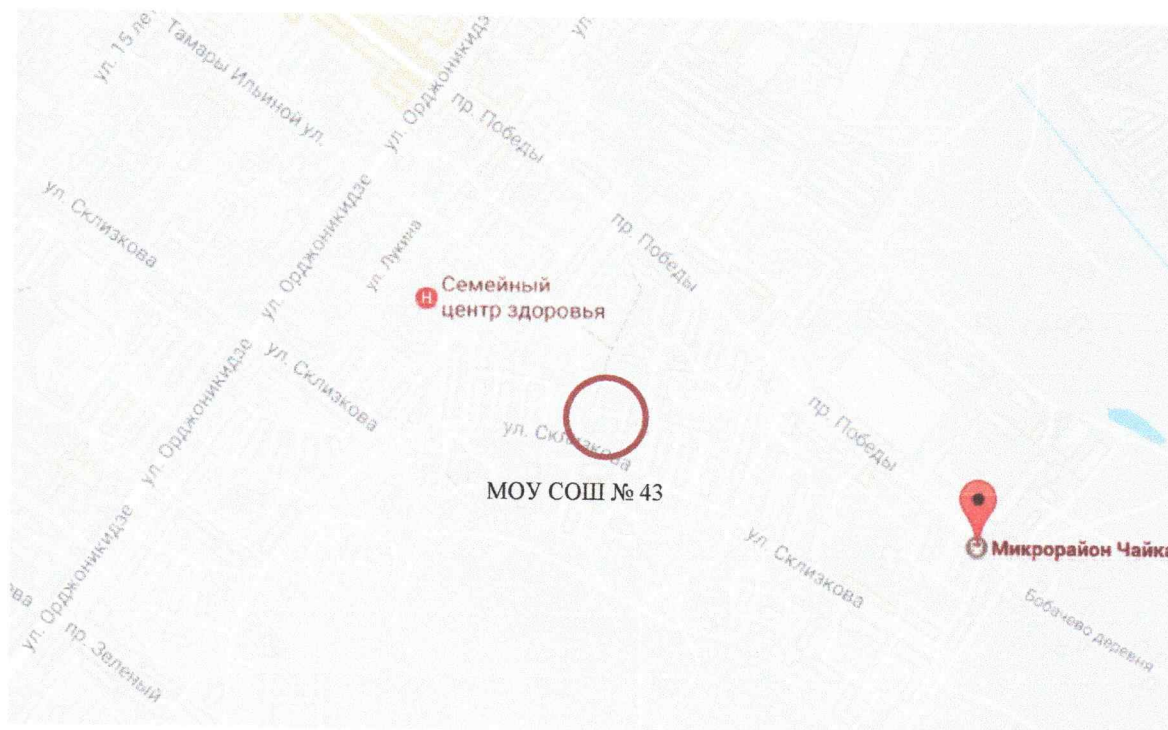 ул. 15 лет
Тамары Ильиной ул.
ул. Орджоникидзе
ул.
пр. Победы
ул. Склизкова
ул. Орджоникидзе
ул. Лукина
пр. Победы
Семейный
центр здоровья
ул. Склизкова
ул. Орджоникидзе
пр. Победы
ул. Склизкова
МОУ СОШ № 43
Микрорайон Чайка
ул. Склизкова
Бобачево деревня
ева
ул. Орджоникидзе
пр. Зеленый